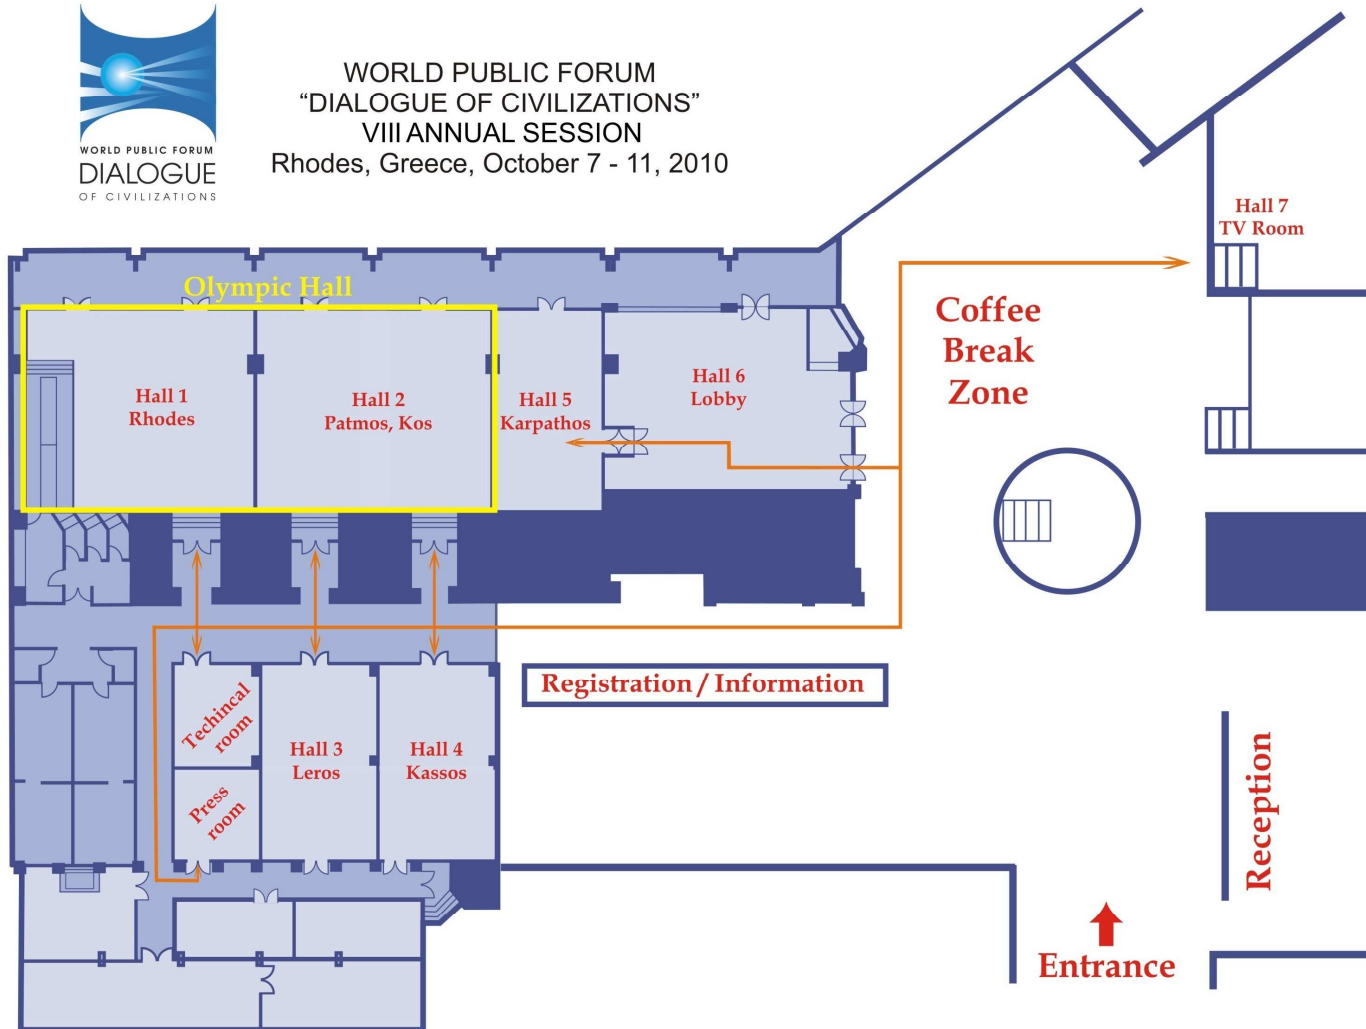 WORLD PUBLIC FORUM
DIALOGUE
OF CIVILIZATIONS
WORLD PUBLIC FORUM
“DIALOGUE OF CIVILIZATIONS”
VIII ANNUAL SESSION
Rhodes, Greece, October 7 - 11, 2010
Hall 7
TV Room
Olympic Hall
Coffee
Break
Zone
Hall 1
Rhodes
Hall 2
Patmos, Kos
Hall 5
Karpathos
Hall 6
Lobby
Registration / Information
Techincal
room
Hall 3
Leros
Hall 4
Kassos
Press
room
Reception
Entrance